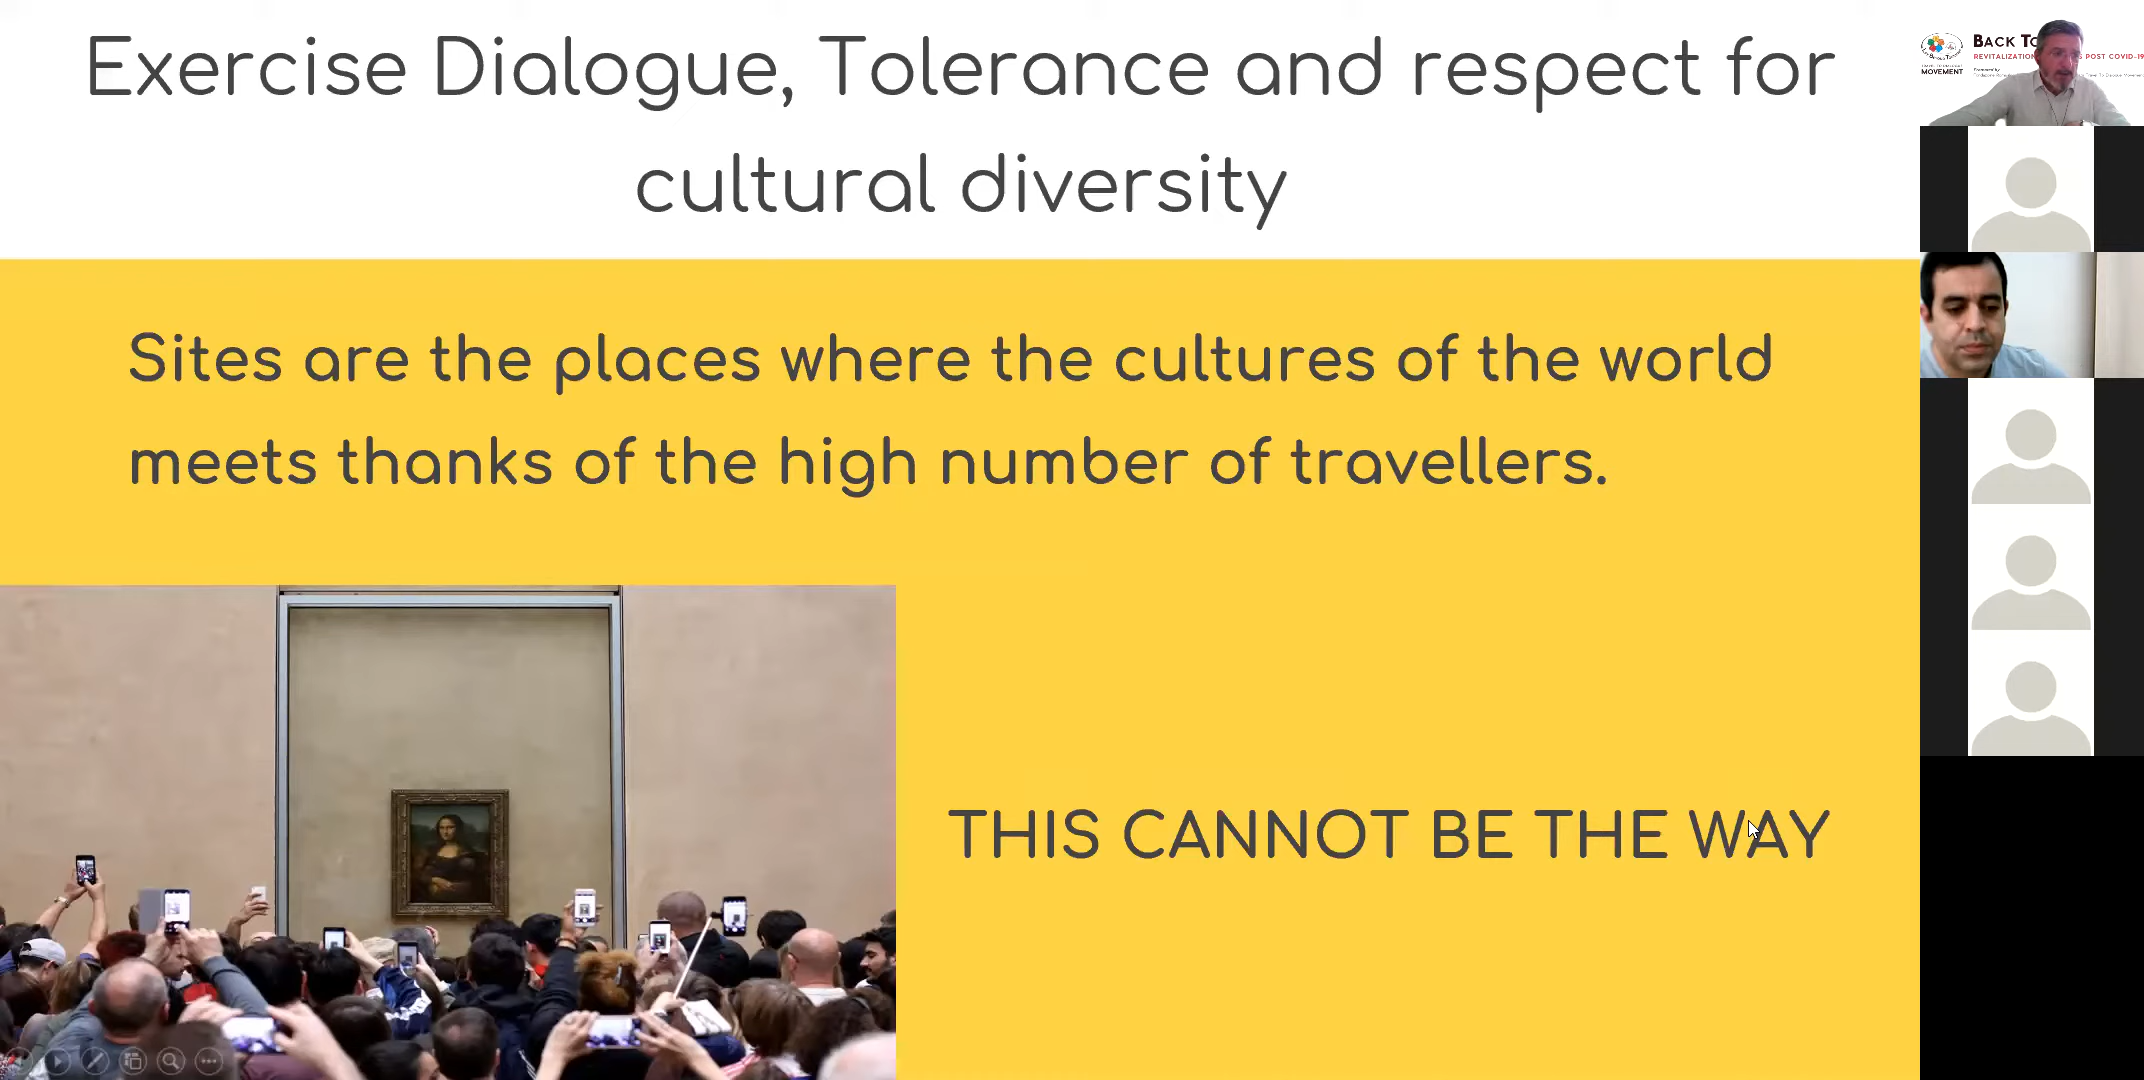 Exercise Dialogue, Tolerance and respect for
cultural diversity
Sites are the places where the cultures of the world
meets thanks of the high number of travellers.
THIS CANNOT BE THE WAY
BACK TO
REVITALIZATION POST COVID-19
MOVEMENT